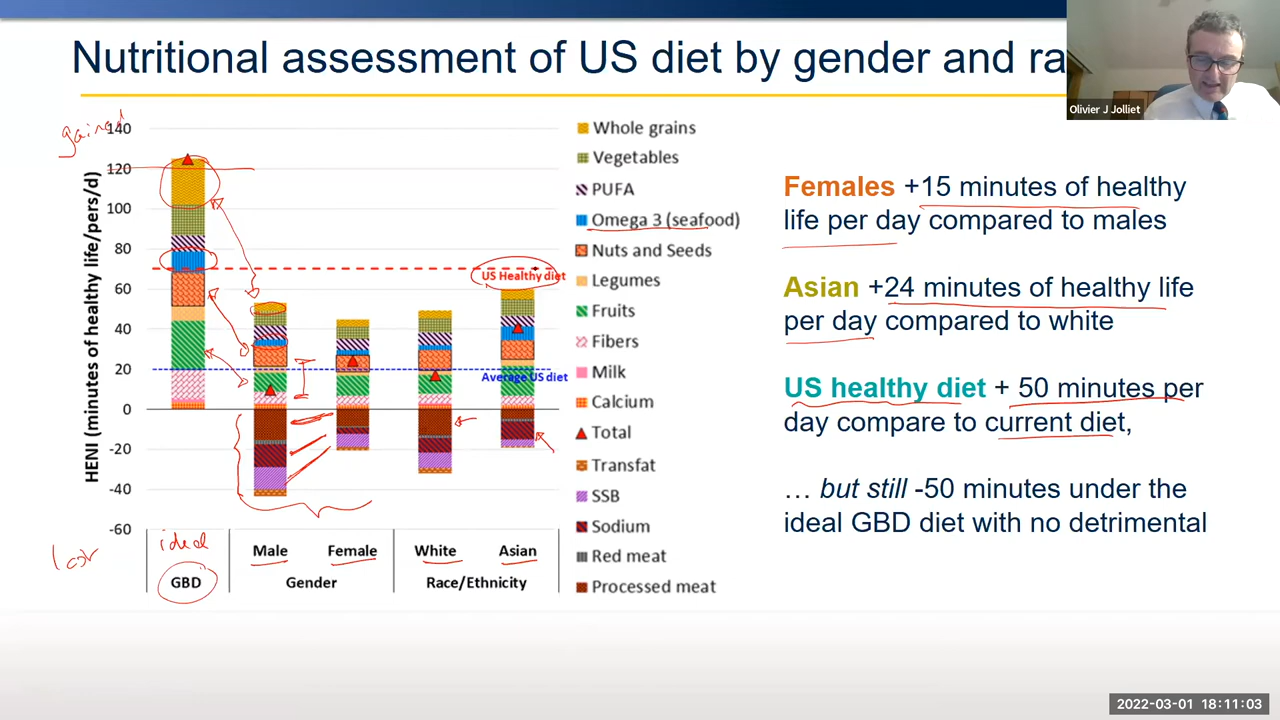 Nutritional assessment of US diet by gender and ra
Olivier J Jolliet
gained
140
120
100
80
60
40
20
0
-20
-40
-60
HENI (minutes of healthy life/pers/d)
US Healthy diet
Average US diet
ideal
GBD
Male
Female
Gender
White
Asian
Race/Ethnicity
Whole grains
Vegetables
PUFA
Omega 3 (seafood)
Nuts and Seeds
Legumes
Fruits
Fibers
Milk
Calcium
Total
Transfat
SSB
Sodium
Red meat
Processed meat
Females +15 minutes of healthy
life per day compared to males
Asian +24 minutes of healthy life
per day compared to white
US healthy diet + 50 minutes per
day compare to current diet,
… but still -50 minutes under the
ideal GBD diet with no detrimental
2022-03-01 18:11:03